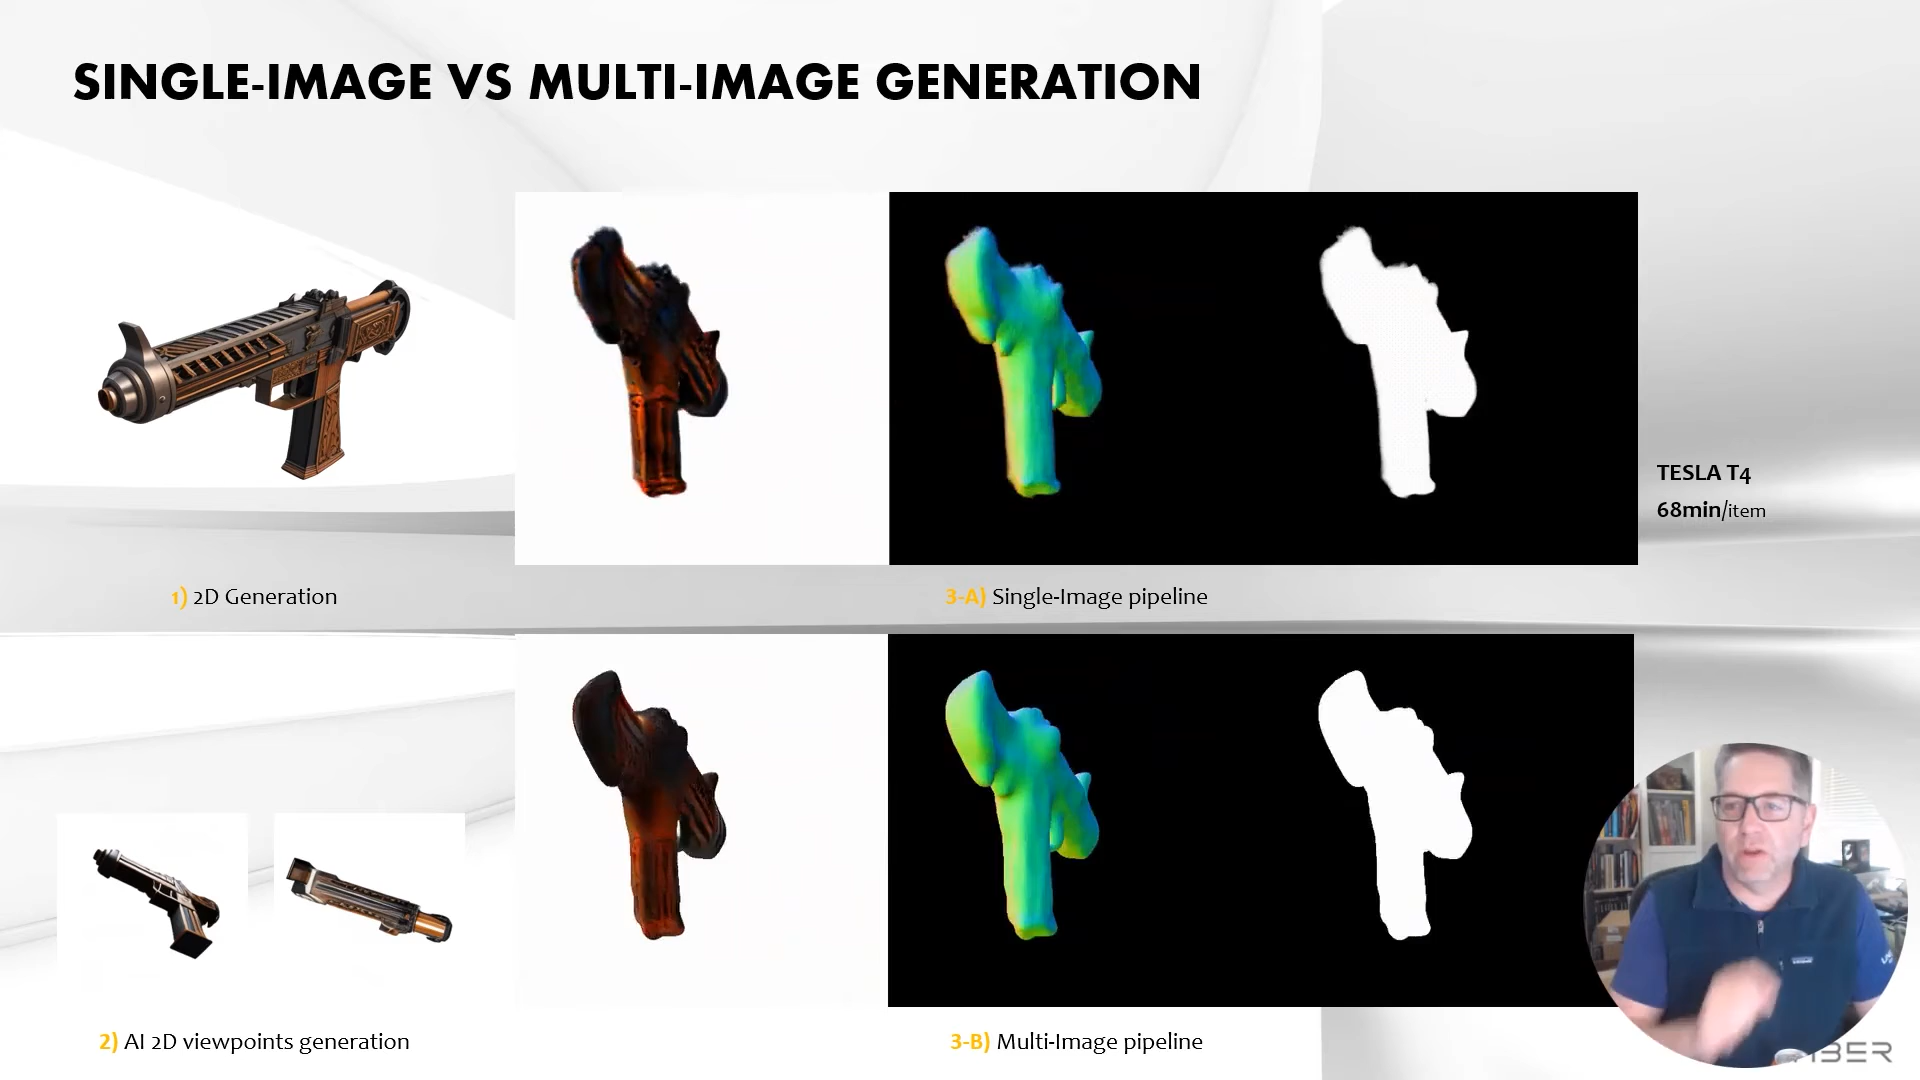 SINGLE-IMAGE VS MULTI-IMAGE GENERATION
TESLA T4
68min/item
1) 2D Generation
3-A) Single-Image pipeline
2) AI 2D viewpoints generation
3-B) Multi-Image pipeline